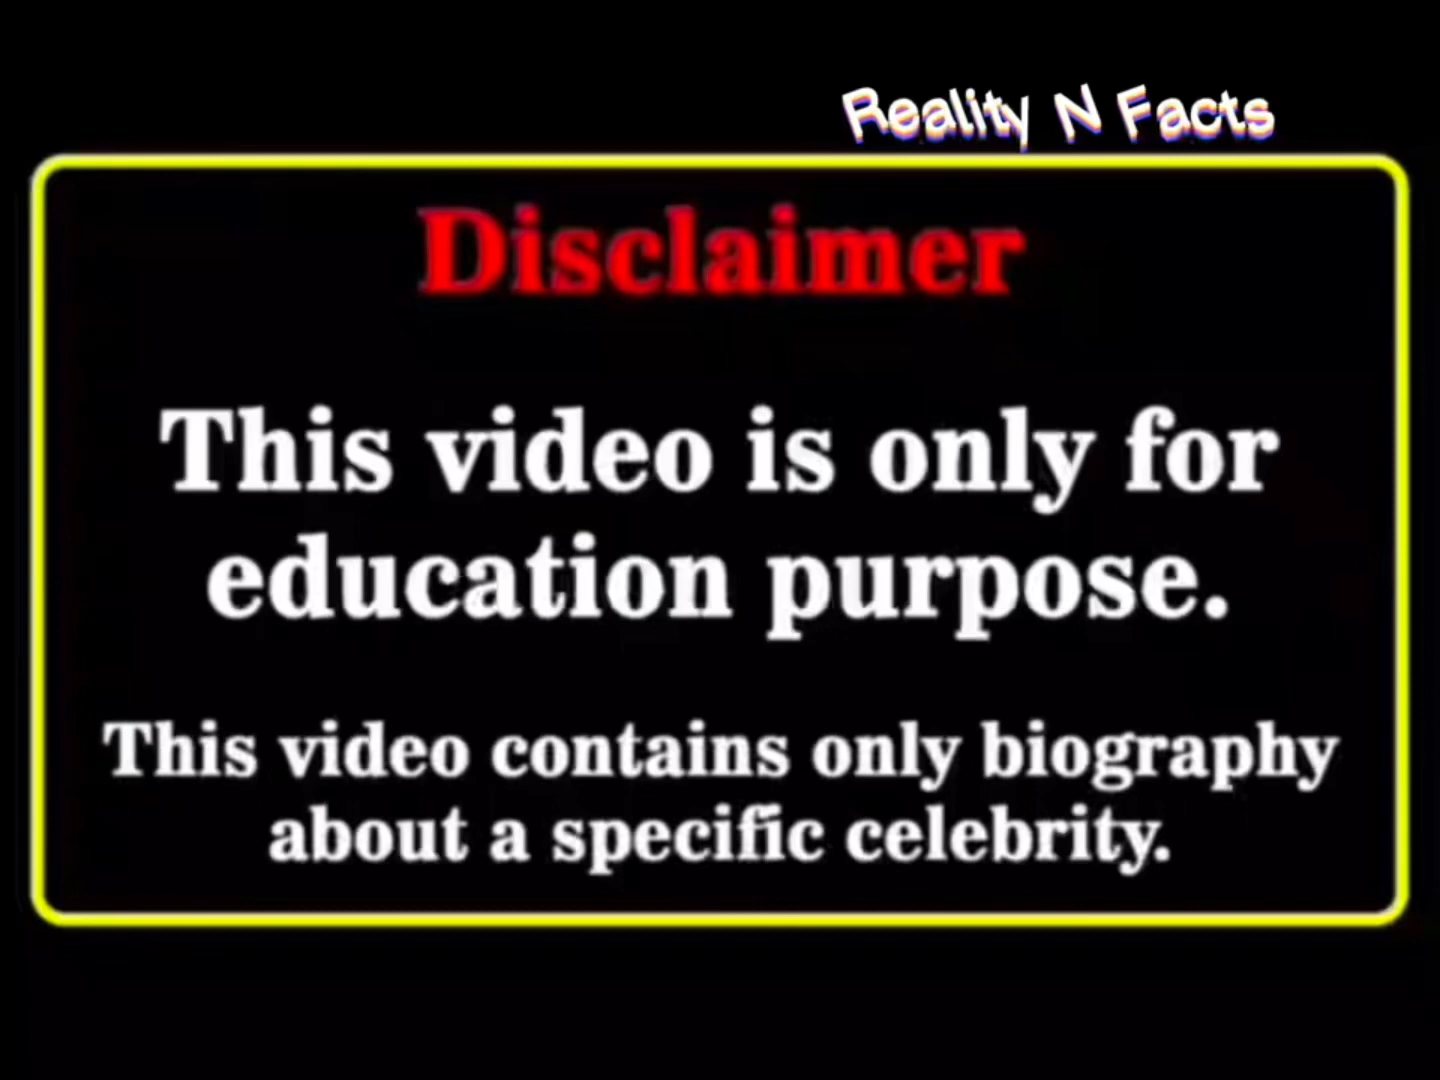 Reality N Facts
Disclaimer
This video is only for
education purpose.
This video contains only biography
about a specific celebrity.